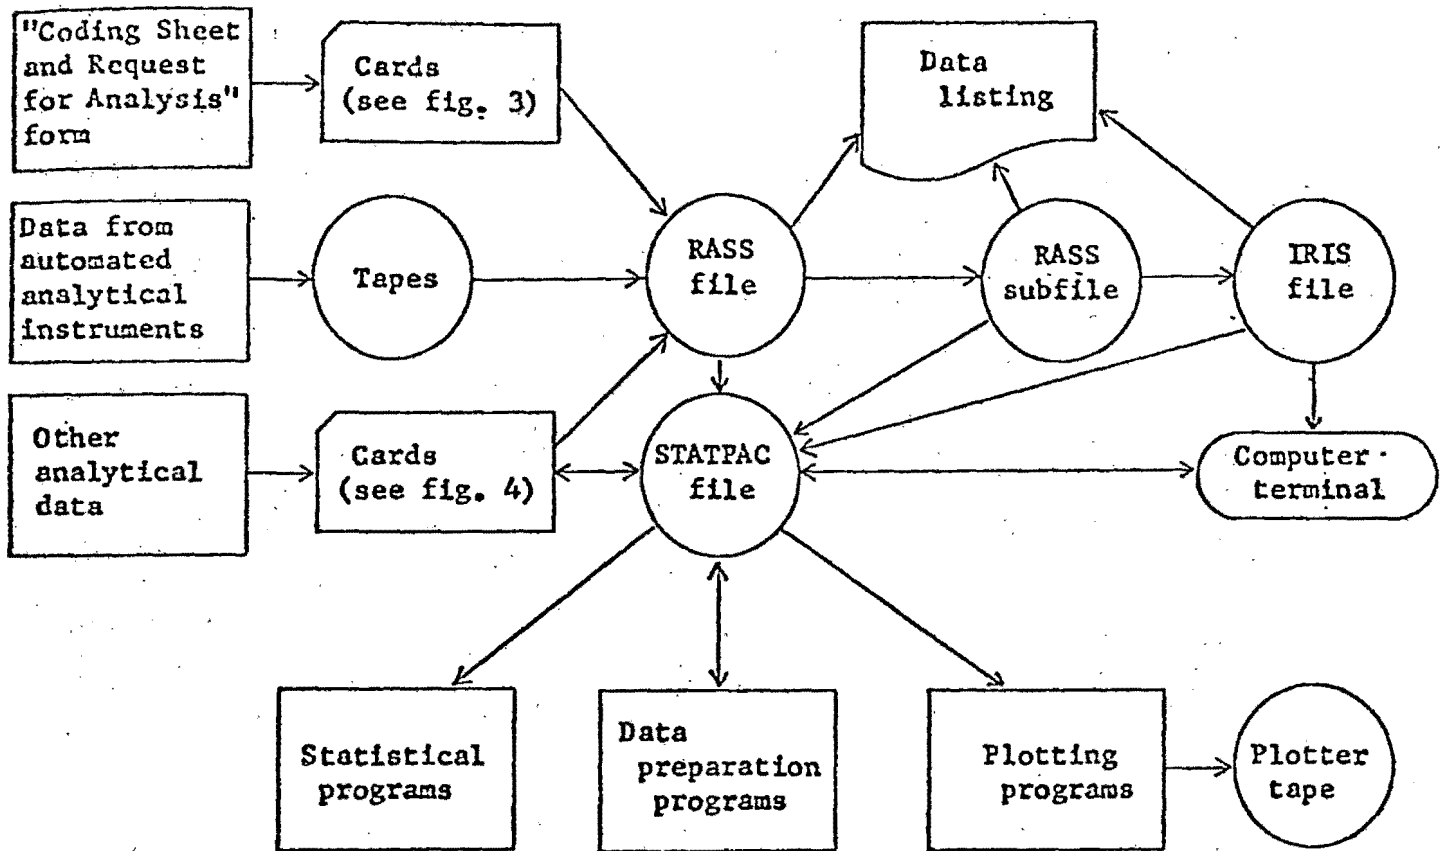 "Coding Sheet
and Request
for Analysis"
form
Cards
(see fig. 3)
Data
listing
Data from
automated
analytical
instruments
Tapes
RASS
file
RASS
subfile
IRIS
file
Other
analytical
data
Cards
(see fig. 4)
STATPAC
file
Computer
terminal
Statistical
programs
Data
preparation
programs
Plotting
programs
Plotter
tape